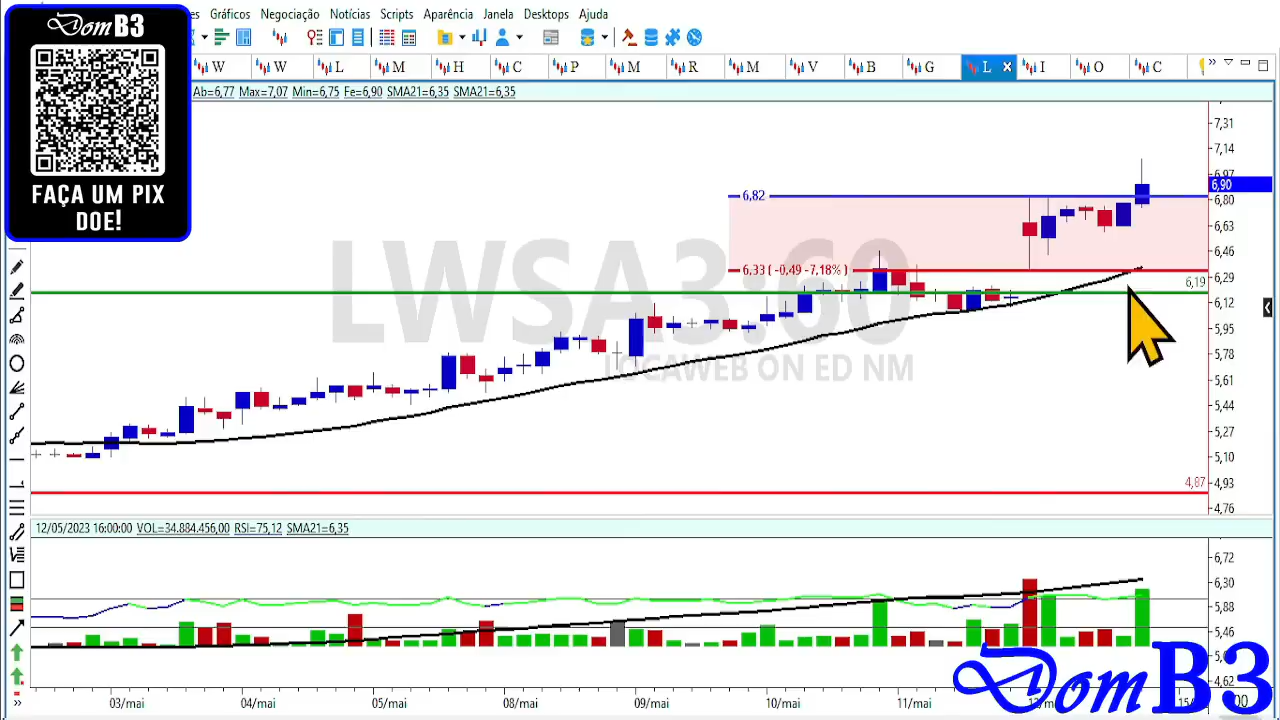 DomB3
FAÇA UM PIX
DOE!
Gráficos Negociação Notícias Scripts Aparência Janela Desktops Ajuda
W W L M H C P M R M V B G L I O C
Ab=6,77 Max=7,07 Min=6,75 Fe=6,90 SMA21=6,35 SMA21=6,35
7,31
7,14
6,97
6,90
6,82
6,80
6,63
6,46
6,33 ( -0,49 -7,18% )
6,29
6,19
6,12
LWSA3:60
LOCAWEB ON ED NM
5,95
5,78
5,61
5,44
5,27
5,10
4,93
4,87
4,76
12/05/2023 16:00:00 VOL=34.884.456,00 RSI=75,12 SMA21=6,35
6,72
6,30
5,88
5,46
4,62
03/mai 04/mai 05/mai 08/mai 09/mai 10/mai 11/mai
DomB3